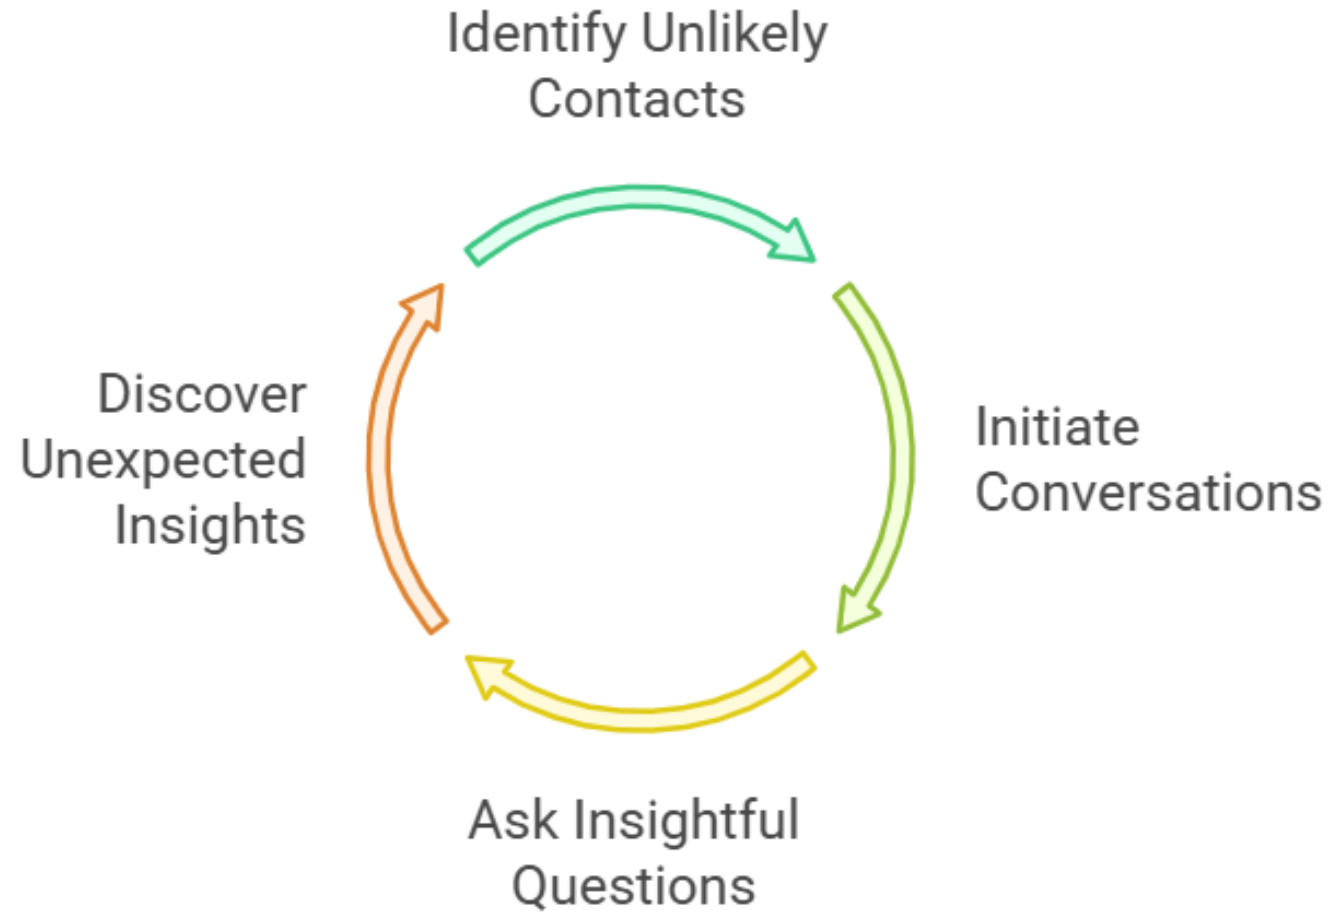 Identify Unlikely
Contacts
Initiate
Conversations
Ask Insightful
Questions
Discover
Unexpected
Insights